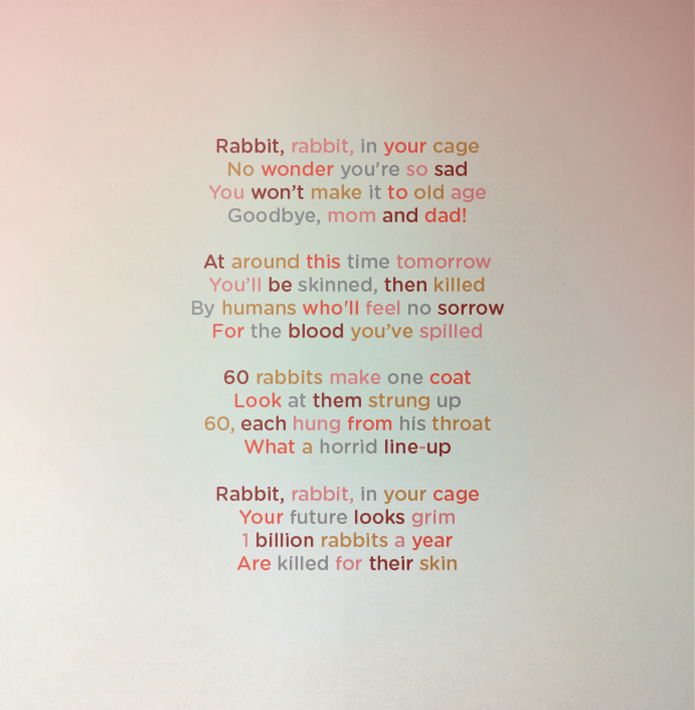 Rabbit, rabbit, in your cage
No wonder you're so sad
You won't make it to old age
Goodbye, mom and dad!
At around this time tomorrow
You'll be skinned, then killed
By humans who'll feel no sorrow
For the blood you've spilled
60 rabbits make one coat
Look at them strung up
60, each hung from his throat
What a horrid line-up
Rabbit, rabbit, in your cage
Your future looks grim
1 billion rabbits a year
Are killed for their skin